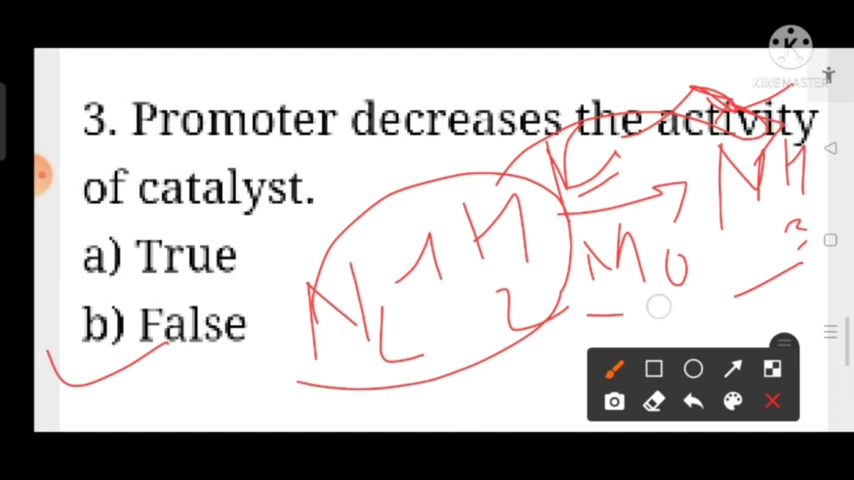 KINEMASTER
3. Promoter decreases the activity
of catalyst.
a) True
b) False
N2 + H2
Mo
NH3